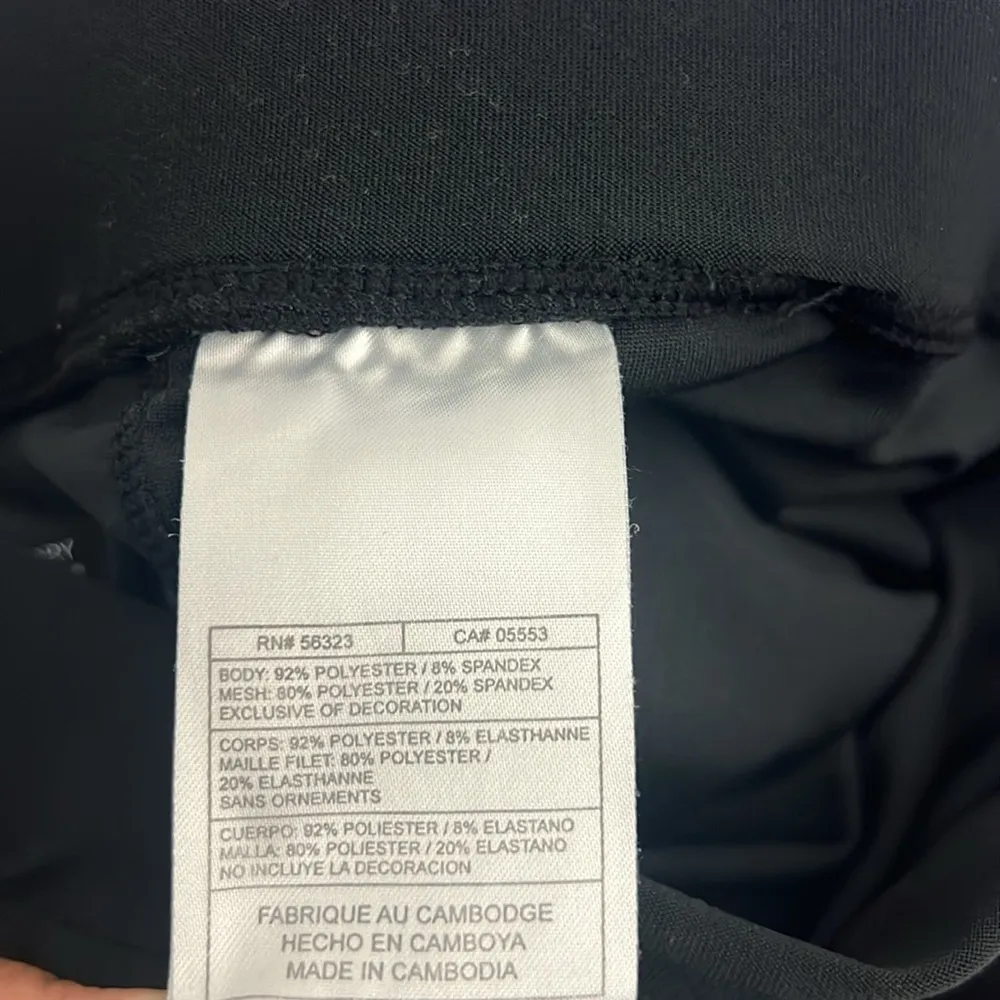 RN# 56323 CA# 05553
BODY: 92% POLYESTER / 8% SPANDEX
MESH: 80% POLYESTER / 20% SPANDEX
EXCLUSIVE OF DECORATION
CORPS: 92% POLYESTER / 8% ELASTHANNE
MAILLE FILET: 80% POLYESTER /
20% ELASTHANNE
SANS ORNEMENTS
CUERPO: 92% POLIESTER / 8% ELASTANO
MALLA: 80% POLIESTER / 20% ELASTANO
NO INCLUYE LA DECORACION
FABRIQUE AU CAMBODGE
HECHO EN CAMBOYA
MADE IN CAMBODIA